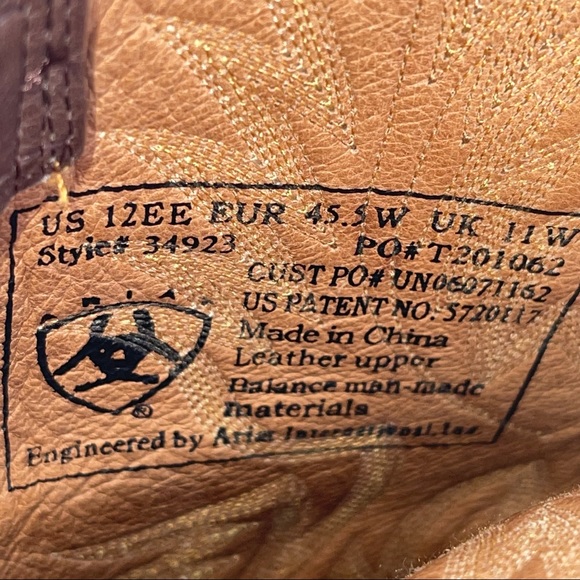 US 12EE EUR 45.5W UK 11W
Style# 34923 PO# T201062
CUST PO# UN06071162
US PATENT NO: 5720117
ARIAT
Made in China
Leather upper
Balance man-made
materials
®
Engineered by Ariat International, Inc